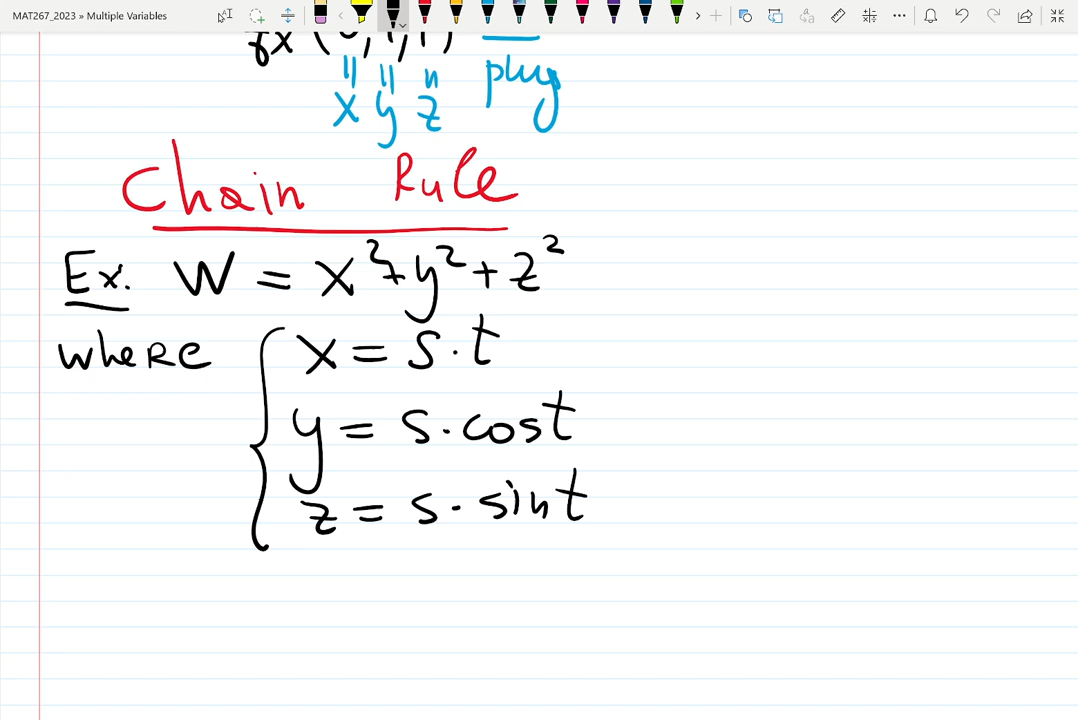 MAT267_2023 » Multiple Variables
x y z plug
Chain Rule
Ex. W = x²+y²+z²
where x = s·t
y = s·cost
z = s·sint